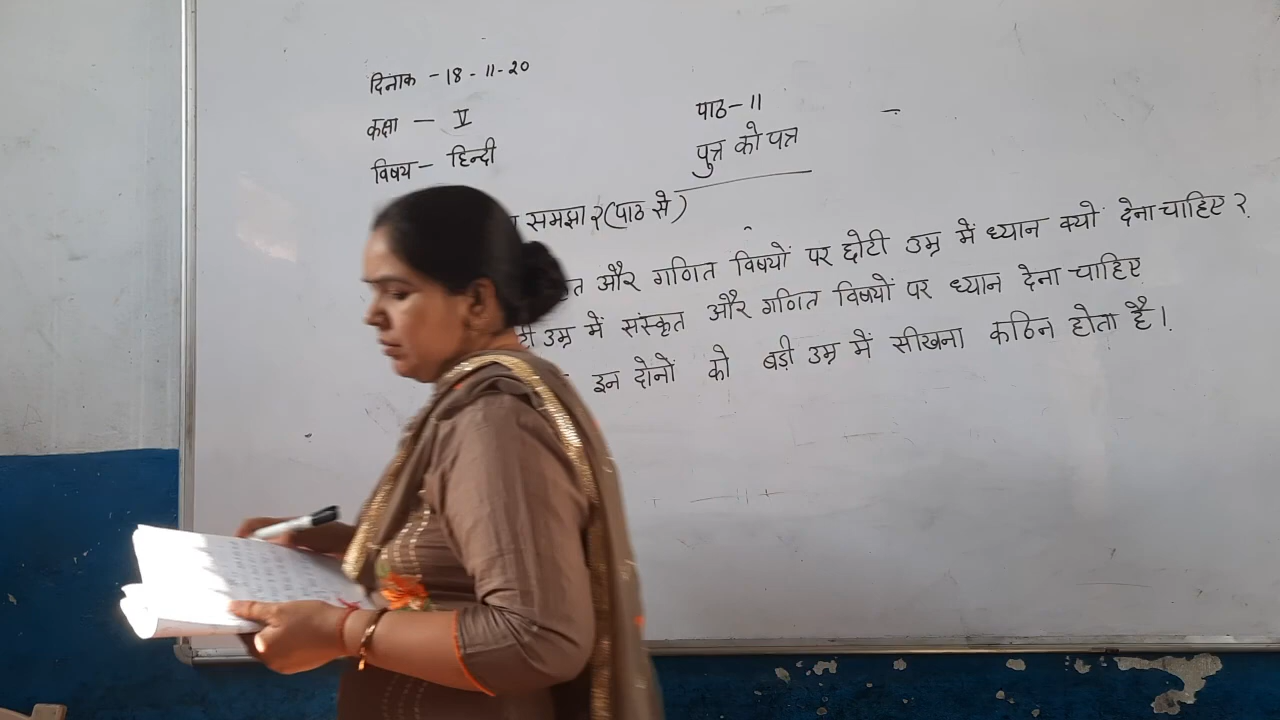 दिनाक - 18-11-20
कक्षा - V
विषय - हिन्दी
पाठ-11
पुत्र को पत्र
समझा ? (पाठ से)
और गणित विषयों पर छोटी उम्र में ध्यान क्यों देना चाहिए ?
उम्र में संस्कृत और गणित विषयों पर ध्यान देना चाहिए
इन दोनों को बड़ी उम्र में सीखना कठिन होता है।